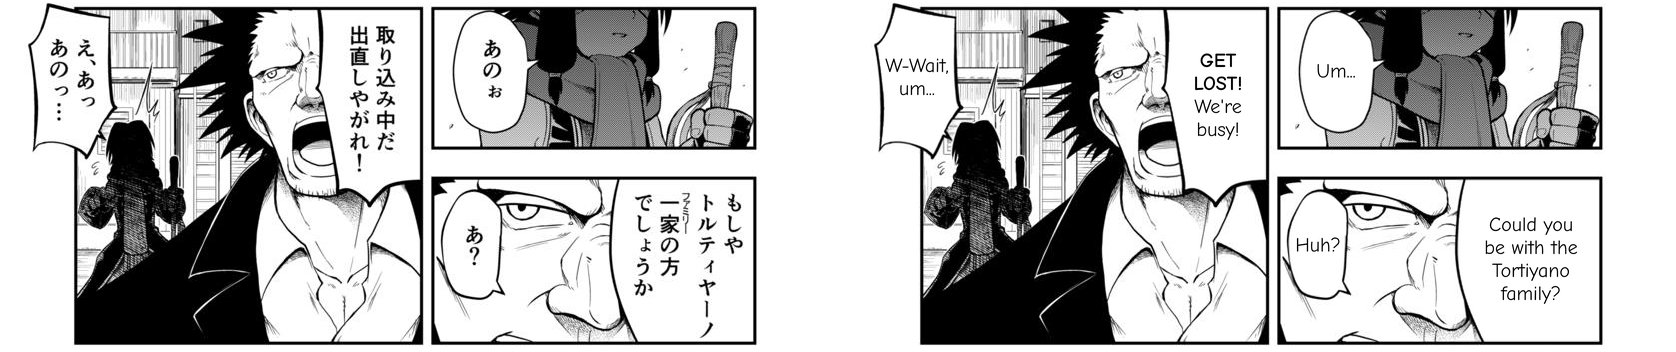 あのぉ
もしや
トルティヤーノ
一家の方
ファミリー
でしょうか
あ?
取り込み中だ
出直しやがれ!
え、あっ
あのっ…
Um...
Could you
be with the
Tortiyano
family?
Huh?
GET
LOST!
We're
busy!
W-Wait,
um...